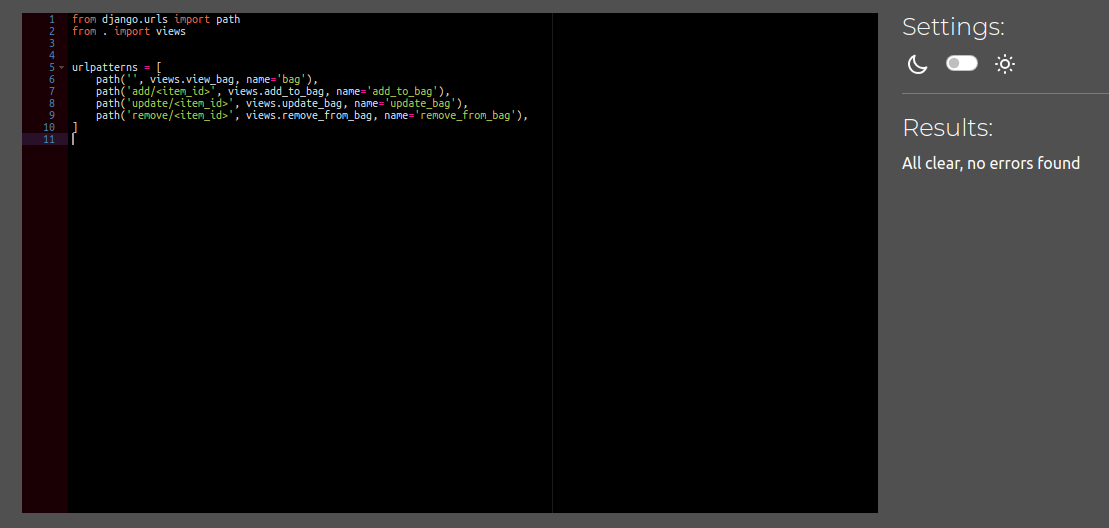 1 from django.urls import path
2 from . import views
3
4
5 urlpatterns = [
6     path('', views.view_bag, name='bag'),
7     path('add/<item_id>', views.add_to_bag, name='add_to_bag'),
8     path('update/<item_id>', views.update_bag, name='update_bag'),
9     path('remove/<item_id>', views.remove_from_bag, name='remove_from_bag'),
10 ]
11
Settings:
Results:
All clear, no errors found